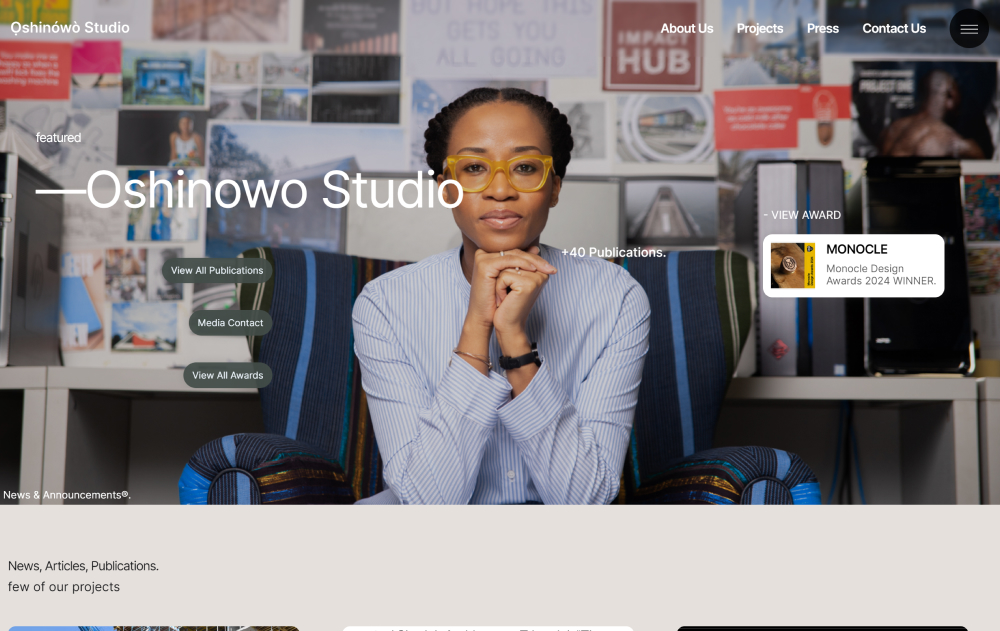 Ọshinówò Studio
About Us
Projects
Press
Contact Us
BUT HOPE
GETS YOU
ALL GOING
IMPACT
HUB
featured
—Oshinowo Studio
- VIEW AWARD
MONOCLE
Monocle Design
Awards 2024 WINNER.
+40 Publications.
View All Publications
Media Contact
View All Awards
News & Announcements®.
News, Articles, Publications.
few of our projects